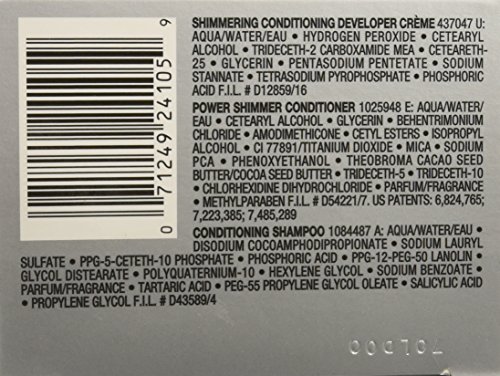 SHIMMERING CONDITIONING DEVELOPER CRÈME 437047 U:
AQUA/WATER/EAU • HYDROGEN PEROXIDE • CETEARYL
ALCOHOL • TRIDECETH-2 CARBOXAMIDE MEA • CETEARETH-
25 • GLYCERIN • PENTASODIUM PENTETATE • SODIUM
STANNATE • TETRASODIUM PYROPHOSPHATE • PHOSPHORIC
ACID F.I.L. # D12859/16
POWER SHIMMER CONDITIONER 1025948 E: AQUA/WATER/
EAU • CETEARYL ALCOHOL • GLYCERIN • BEHENTRIMONIUM
CHLORIDE • AMODIMETHICONE • CETYL ESTERS • ISOPROPYL
ALCOHOL • CI 77891/TITANIUM DIOXIDE • MICA • SODIUM
PCA • PHENOXYETHANOL • THEOBROMA CACAO SEED
BUTTER/COCOA SEED BUTTER • TRIDECETH-5 • TRIDECETH-10
• CHLORHEXIDINE DIHYDROCHLORIDE • PARFUM/FRAGRANCE
• METHYLPARABEN F.I.L. # D54221/7. US PATENTS: 6,824,765;
7,223,385; 7,485,289
CONDITIONING SHAMPOO 1084487 A: AQUA/WATER/EAU •
DISODIUM COCOAMPHODIPROPIONATE • SODIUM LAURYL
SULFATE • PPG-5-CETETH-10 PHOSPHATE • PHOSPHORIC ACID • PPG-12-PEG-50 LANOLIN •
GLYCOL DISTEARATE • POLYQUATERNIUM-10 • HEXYLENE GLYCOL • SODIUM BENZOATE •
PARFUM/FRAGRANCE • TARTARIC ACID • PEG-55 PROPYLENE GLYCOL OLEATE • SALICYLIC ACID
• PROPYLENE GLYCOL F.I.L. # D43589/4
0 71249 24105 9
70LD00